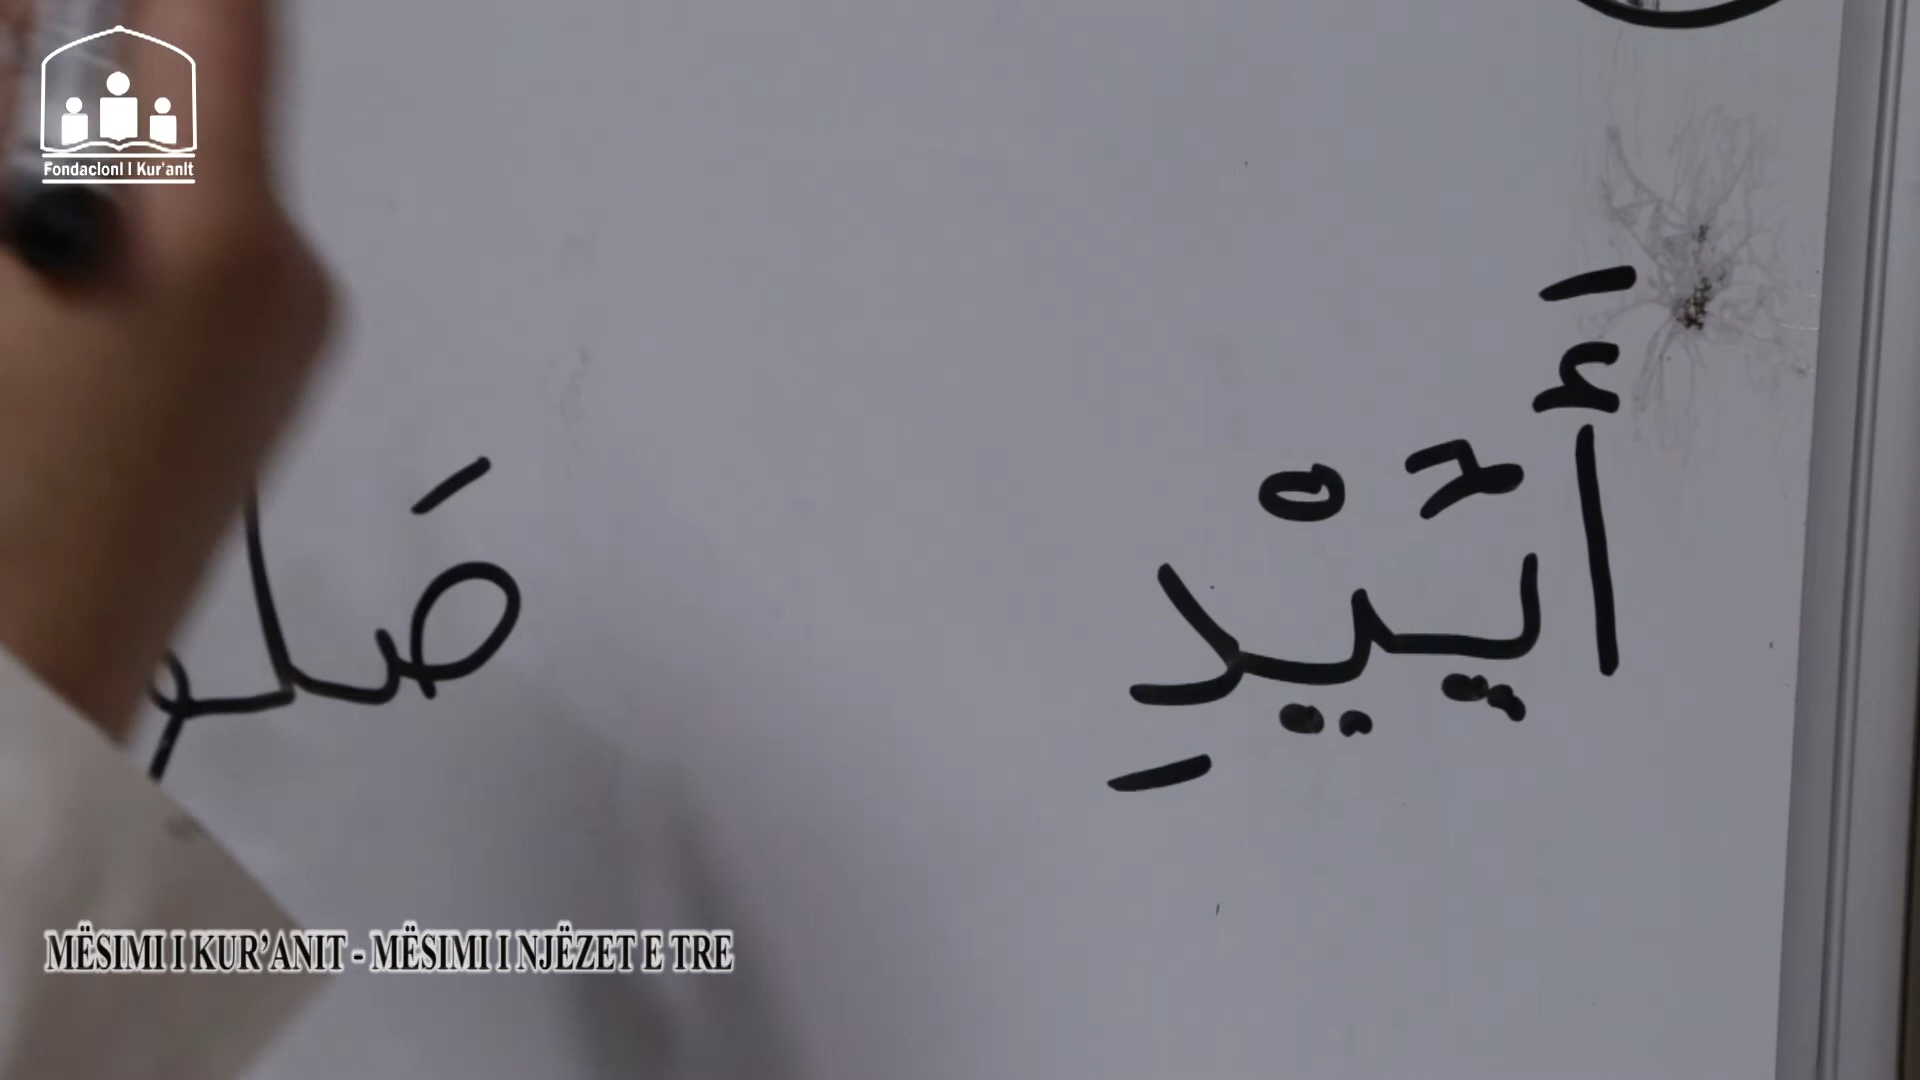 Fondacioni I Kur'anit
أَيۡي۟دِ
MËSIMI I KUR’ANIT - MËSIMI I NJËZET E TRE